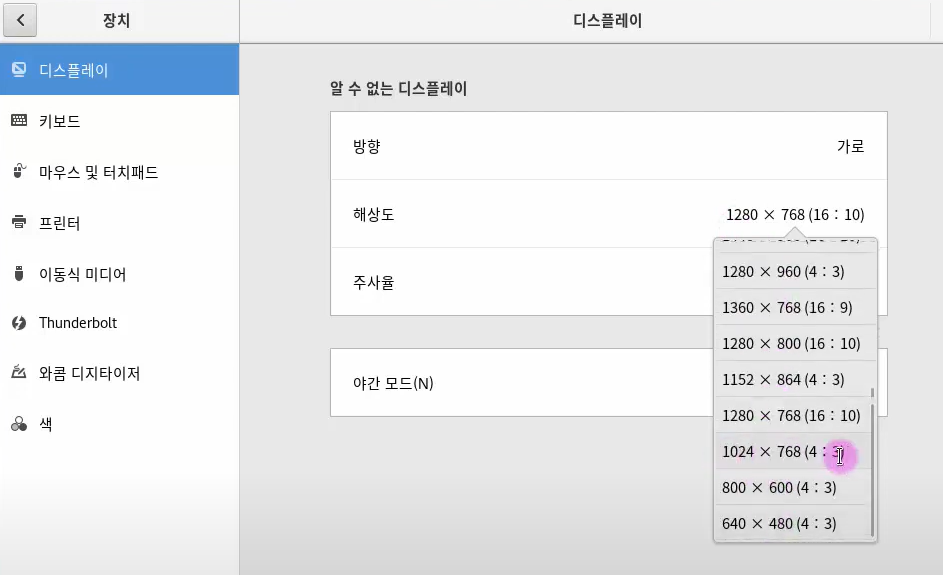 장치
디스플레이
디스플레이
키보드
마우스 및 터치패드
프린터
이동식 미디어
Thunderbolt
와콤 디지타이저
색
알 수 없는 디스플레이
방향 가로
해상도 1280 × 768 (16 : 10)
주사율
야간 모드(N)
1280 × 960 (4 : 3)
1360 × 768 (16 : 9)
1280 × 800 (16 : 10)
1152 × 864 (4 : 3)
1280 × 768 (16 : 10)
1024 × 768 (4 : 3)
800 × 600 (4 : 3)
640 × 480 (4 : 3)